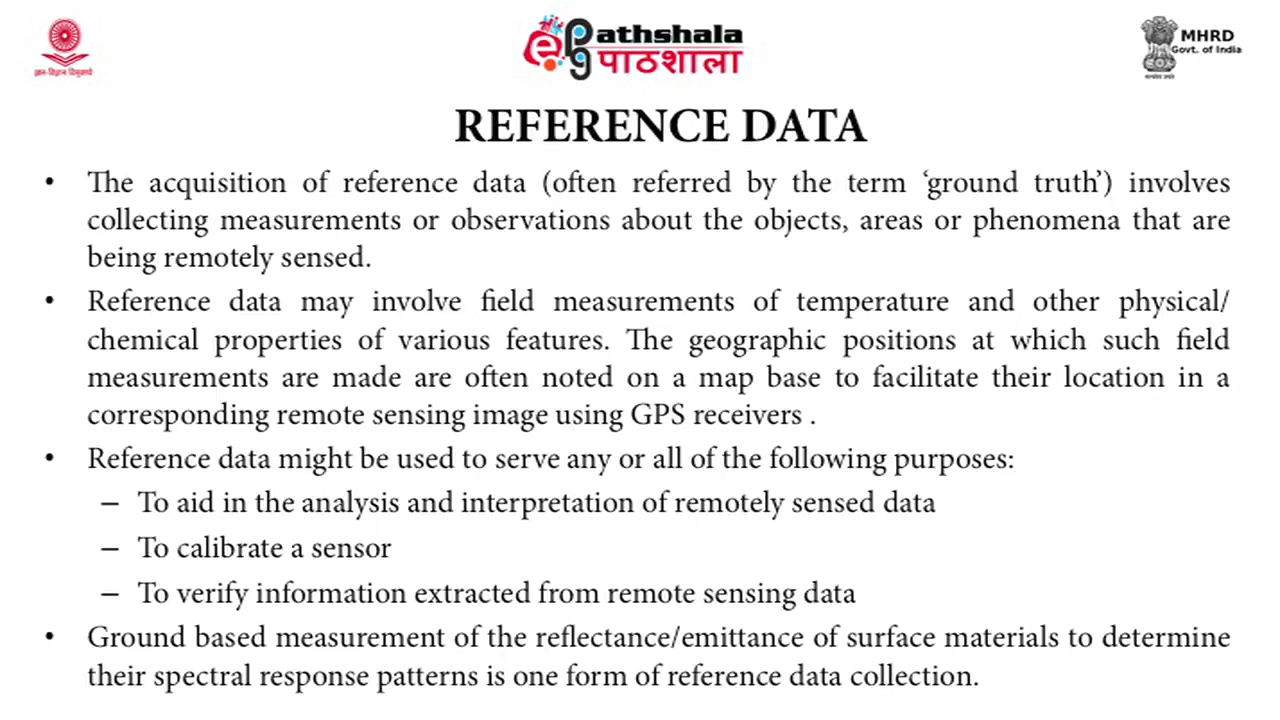 ज्ञान-विज्ञान विमुक्तये
ePathshala
पाठशाला
MHRD
Govt. of India
सत्यमेव जयते
REFERENCE DATA
• The acquisition of reference data (often referred by the term ‘ground truth’) involves
collecting measurements or observations about the objects, areas or phenomena that are
being remotely sensed.
• Reference data may involve field measurements of temperature and other physical/
chemical properties of various features. The geographic positions at which such field
measurements are made are often noted on a map base to facilitate their location in a
corresponding remote sensing image using GPS receivers .
• Reference data might be used to serve any or all of the following purposes:
– To aid in the analysis and interpretation of remotely sensed data
– To calibrate a sensor
– To verify information extracted from remote sensing data
• Ground based measurement of the reflectance/emittance of surface materials to determine
their spectral response patterns is one form of reference data collection.